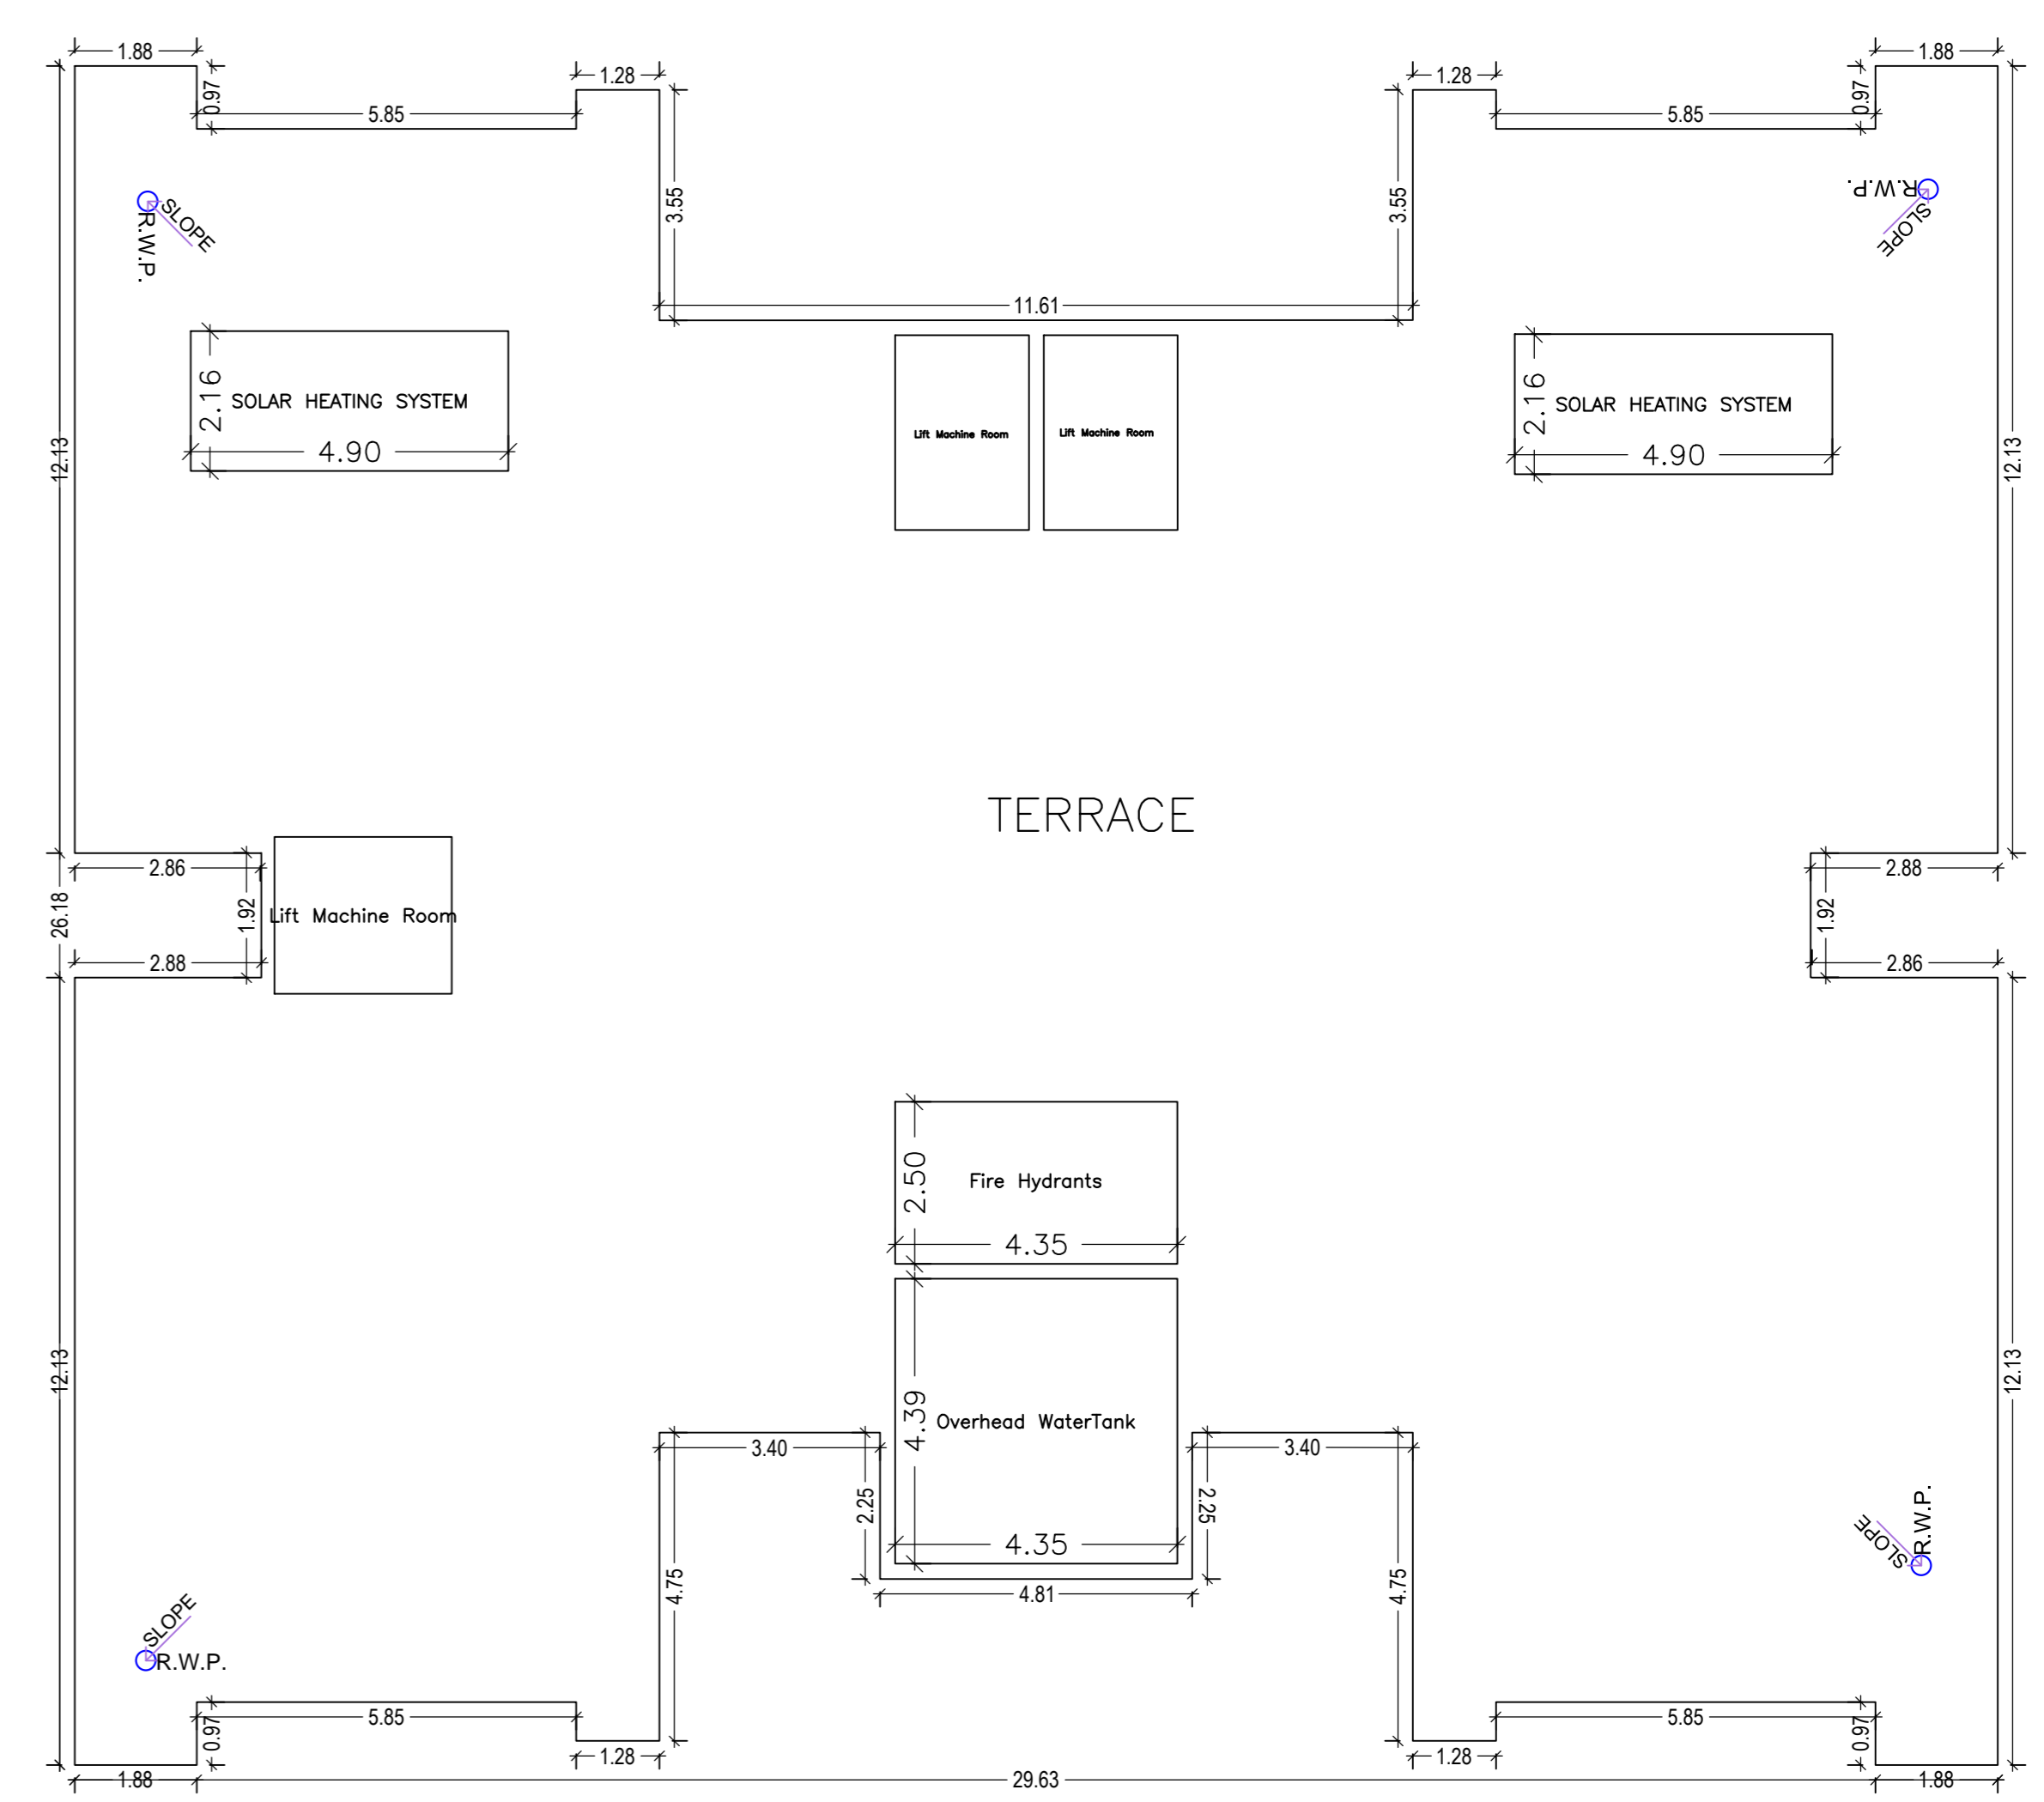 1.88
1.88
1.28
1.28
0.97
5.85
5.85
0.97
R.W.P.
SLOPE
3.55
3.55
R.W.P.
SLOPE
11.61
2.16
SOLAR HEATING SYSTEM
4.90
Lift Machine Room
Lift Machine Room
2.16
SOLAR HEATING SYSTEM
4.90
12.13
12.13
TERRACE
2.86
2.88
26.18
1.92
Lift Machine Room
1.92
2.88
2.86
2.50
Fire Hydrants
4.35
12.13
12.13
4.39
Overhead WaterTank
3.40
3.40
2.25
2.25
4.35
4.75
4.75
4.81
SLOPE
R.W.P.
R.W.P.
SLOPE
0.97
5.85
5.85
0.97
1.28
1.28
1.88
29.63
1.88